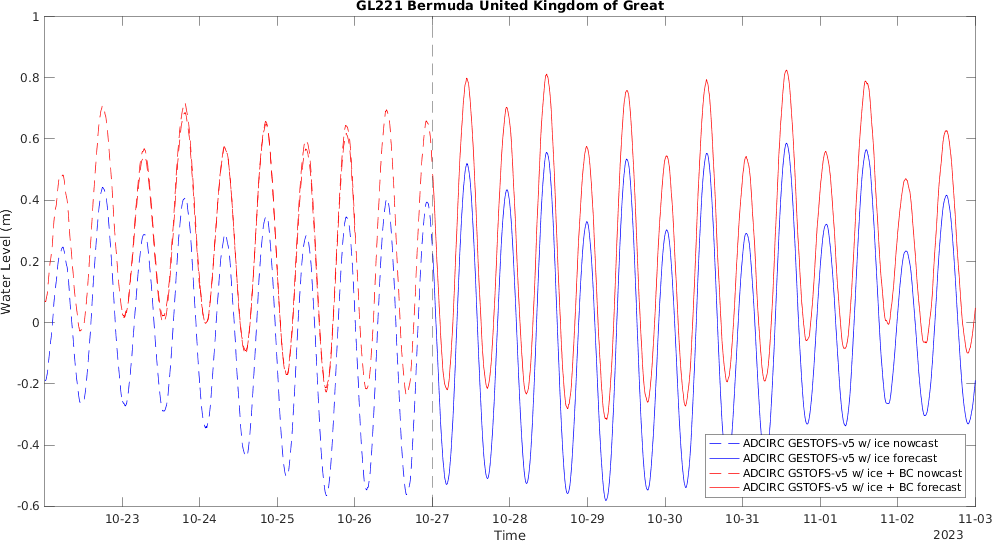 GL221 Bermuda United Kingdom of Great
1
0.8
0.6
0.4
0.2
0
-0.2
-0.4
-0.6
Water Level (m)
ADCIRC GESTOFS-v5 w/ ice nowcast
ADCIRC GESTOFS-v5 w/ ice forecast
ADCIRC GSTOFS-v5 w/ ice + BC nowcast
ADCIRC GSTOFS-v5 w/ ice + BC forecast
10-23 10-24 10-25 10-26 10-27 10-28 10-29 10-30 10-31 11-01 11-02 11-03
Time
2023